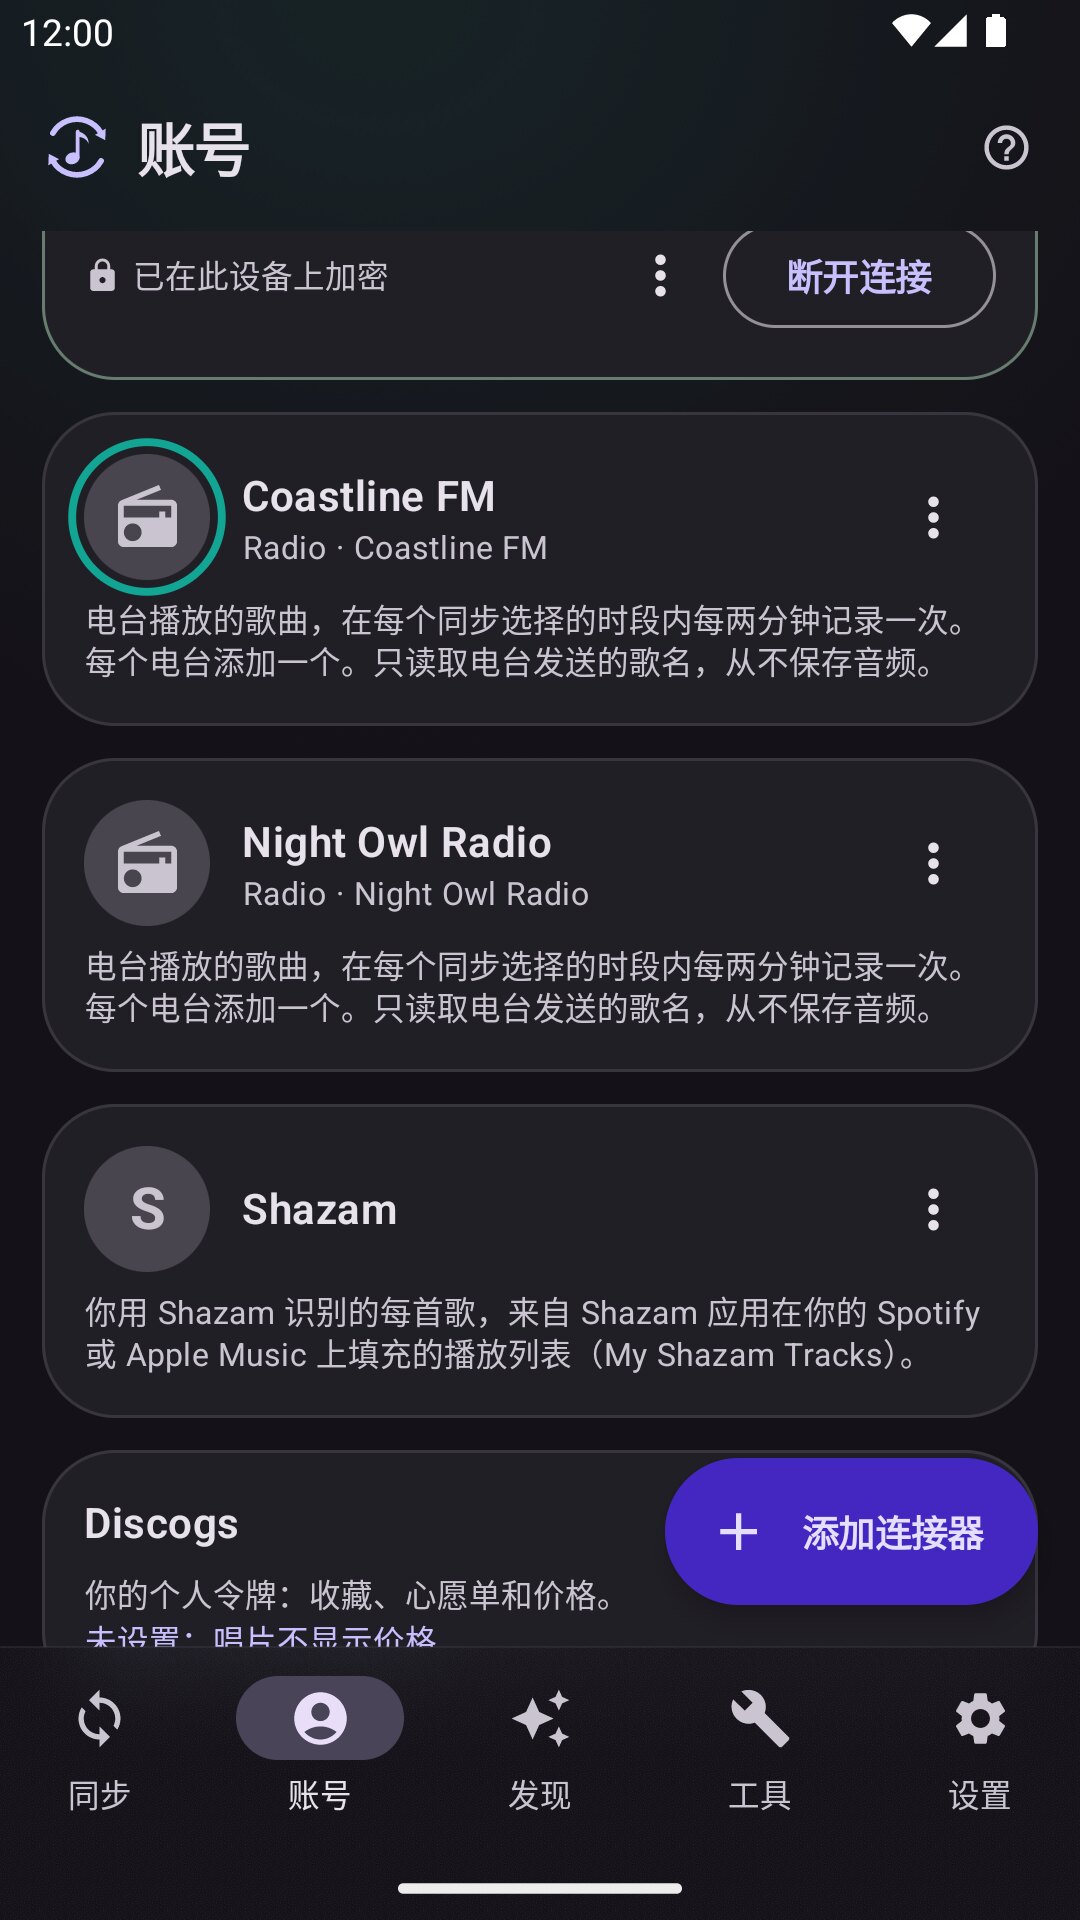 12:00
账号
已在此设备上加密
断开连接
Coastline FM
Radio · Coastline FM
电台播放的歌曲，在每个同步选择的时段内每两分钟记录一次。
每个电台添加一个。只读取电台发送的歌名，从不保存音频。
Night Owl Radio
Radio · Night Owl Radio
电台播放的歌曲，在每个同步选择的时段内每两分钟记录一次。
每个电台添加一个。只读取电台发送的歌名，从不保存音频。
S
Shazam
你用 Shazam 识别的每首歌，来自 Shazam 应用在你的 Spotify
或 Apple Music 上填充的播放列表（My Shazam Tracks）。
Discogs
添加连接器
你的个人令牌：收藏、心愿单和价格。
未设置：唱片不显示价格
同步
账号
发现
工具
设置